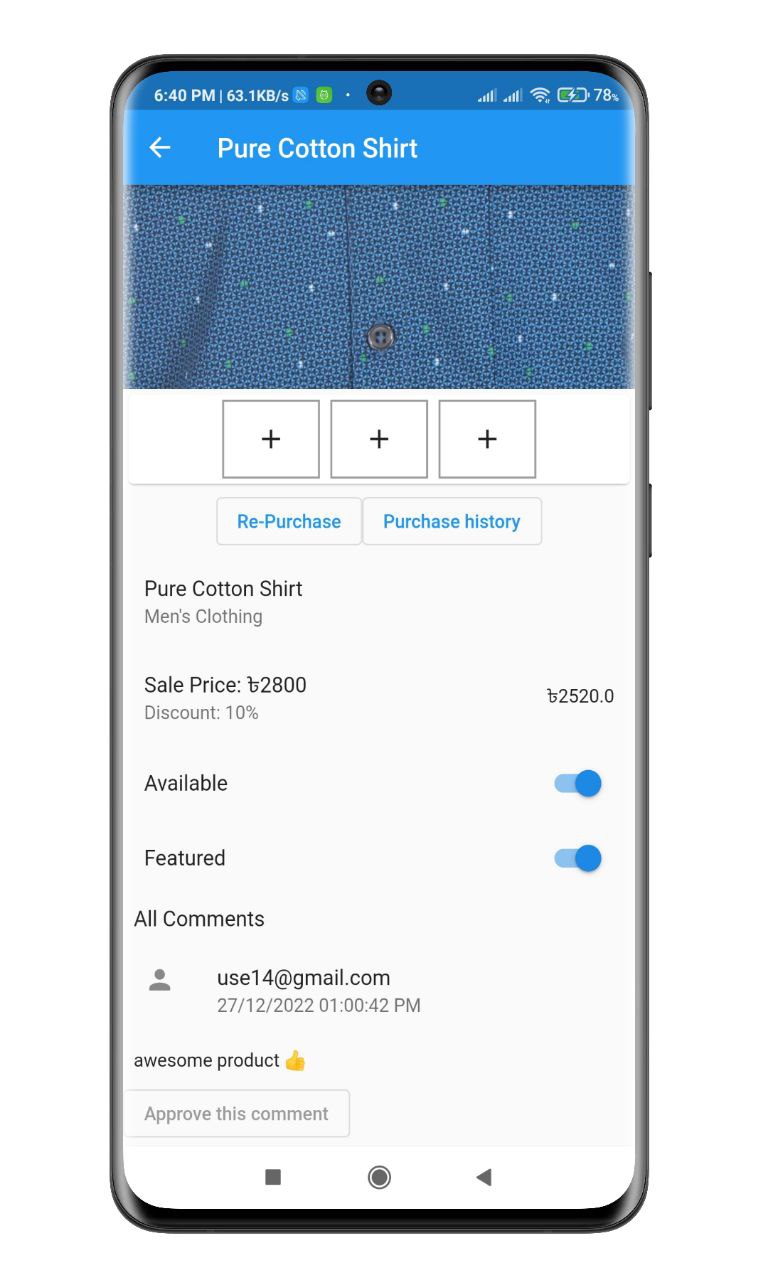 6:40 PM | 63.1KB/s
78%
Pure Cotton Shirt
Re-Purchase
Purchase history
Pure Cotton Shirt
Men's Clothing
Sale Price: ৳2800
Discount: 10%
৳2520.0
Available
Featured
All Comments
use14@gmail.com
27/12/2022 01:00:42 PM
awesome product 👍
Approve this comment